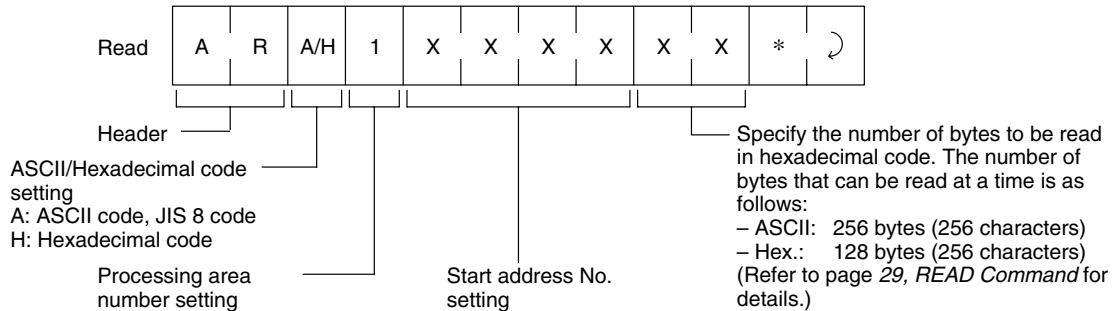 Read A R A/H 1 X X X X X X *
Header
ASCII/Hexadecimal code
setting
A: ASCII code, JIS 8 code
H: Hexadecimal code
Processing area
number setting
Start address No.
setting
Specify the number of bytes to be read
in hexadecimal code. The number of
bytes that can be read at a time is as
follows:
– ASCII: 256 bytes (256 characters)
– Hex.: 128 bytes (256 characters)
(Refer to page 29, READ Command for
details.)